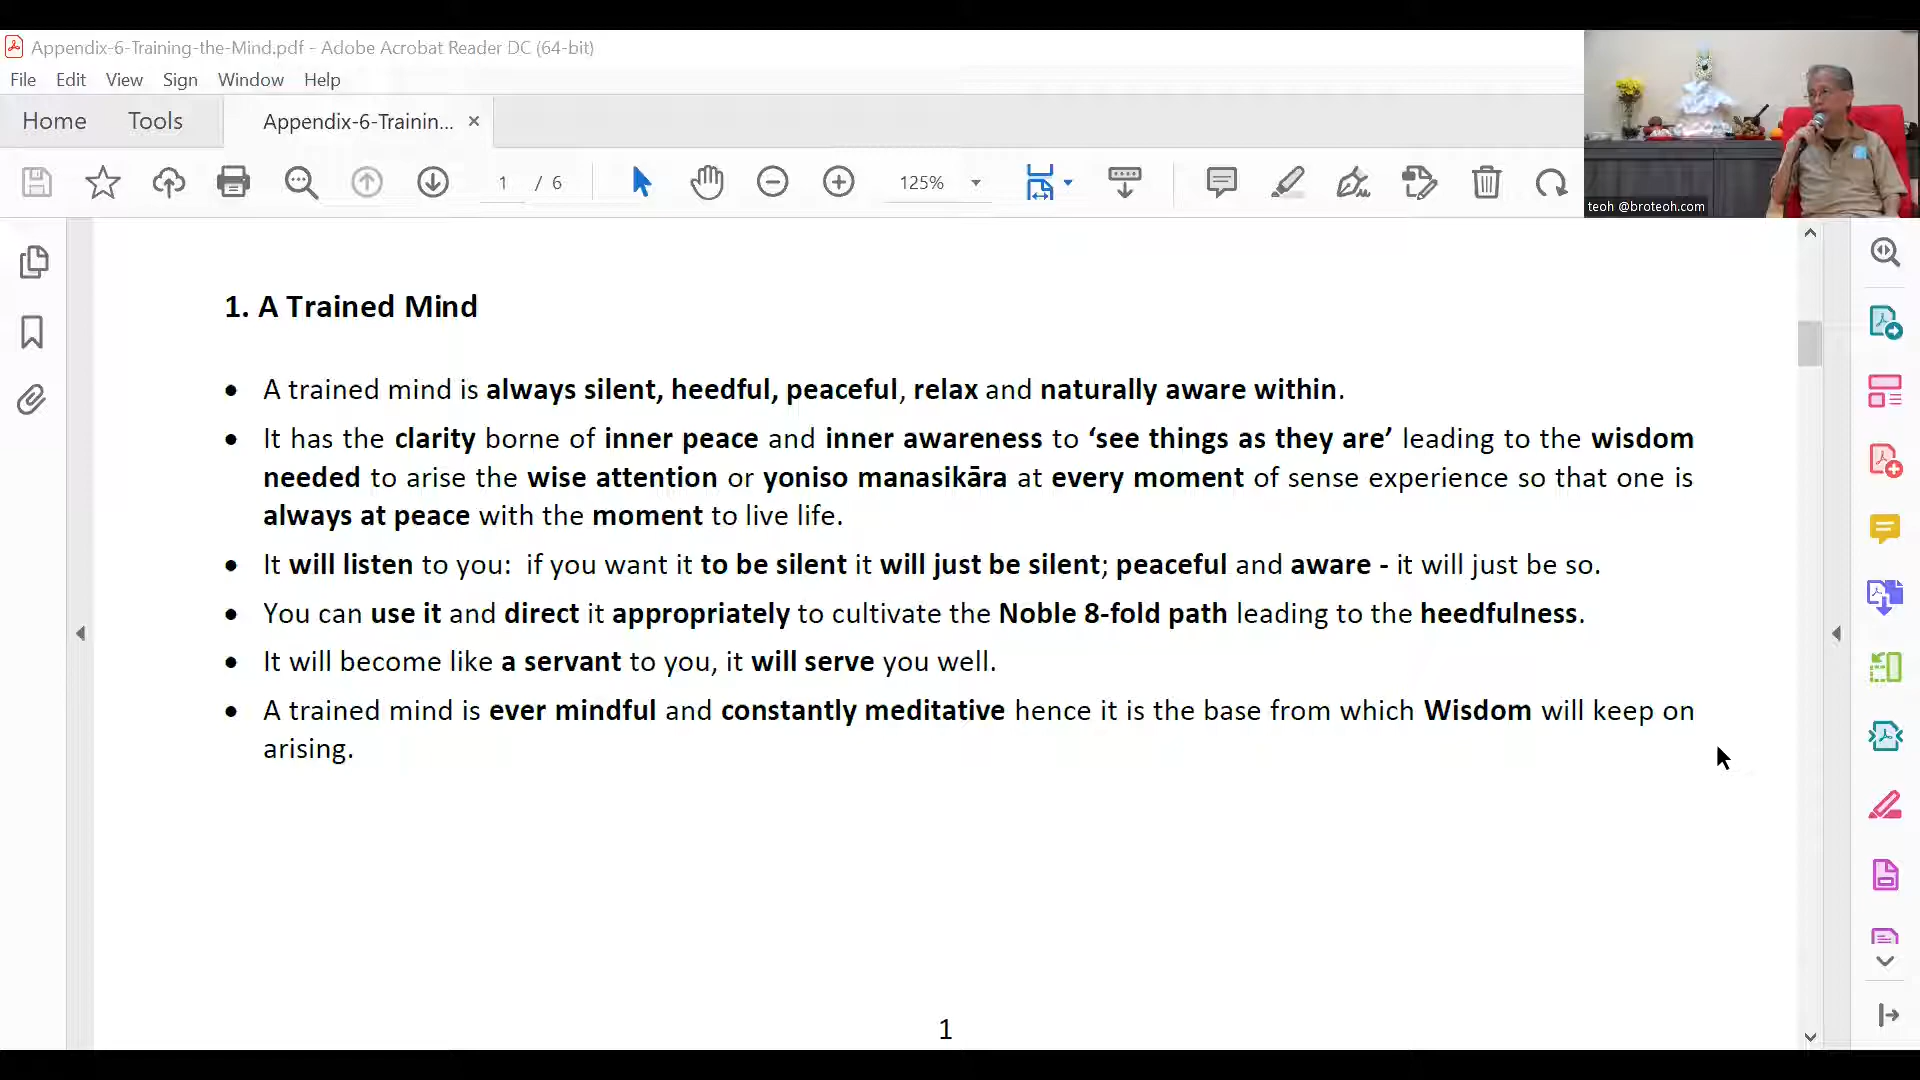 Appendix-6-Training-the-Mind.pdf - Adobe Acrobat Reader DC (64-bit)
File Edit View Sign Window Help
Home Tools Appendix-6-Trainin... ×
1 / 6 125%
teoh @broteoh.com
1. A Trained Mind
• A trained mind is always silent, heedful, peaceful, relax and naturally aware within.
• It has the clarity borne of inner peace and inner awareness to ‘see things as they are’ leading to the wisdom
needed to arise the wise attention or yoniso manasikāra at every moment of sense experience so that one is
always at peace with the moment to live life.
• It will listen to you: if you want it to be silent it will just be silent; peaceful and aware - it will just be so.
• You can use it and direct it appropriately to cultivate the Noble 8-fold path leading to the heedfulness.
• It will become like a servant to you, it will serve you well.
• A trained mind is ever mindful and constantly meditative hence it is the base from which Wisdom will keep on
arising.
1